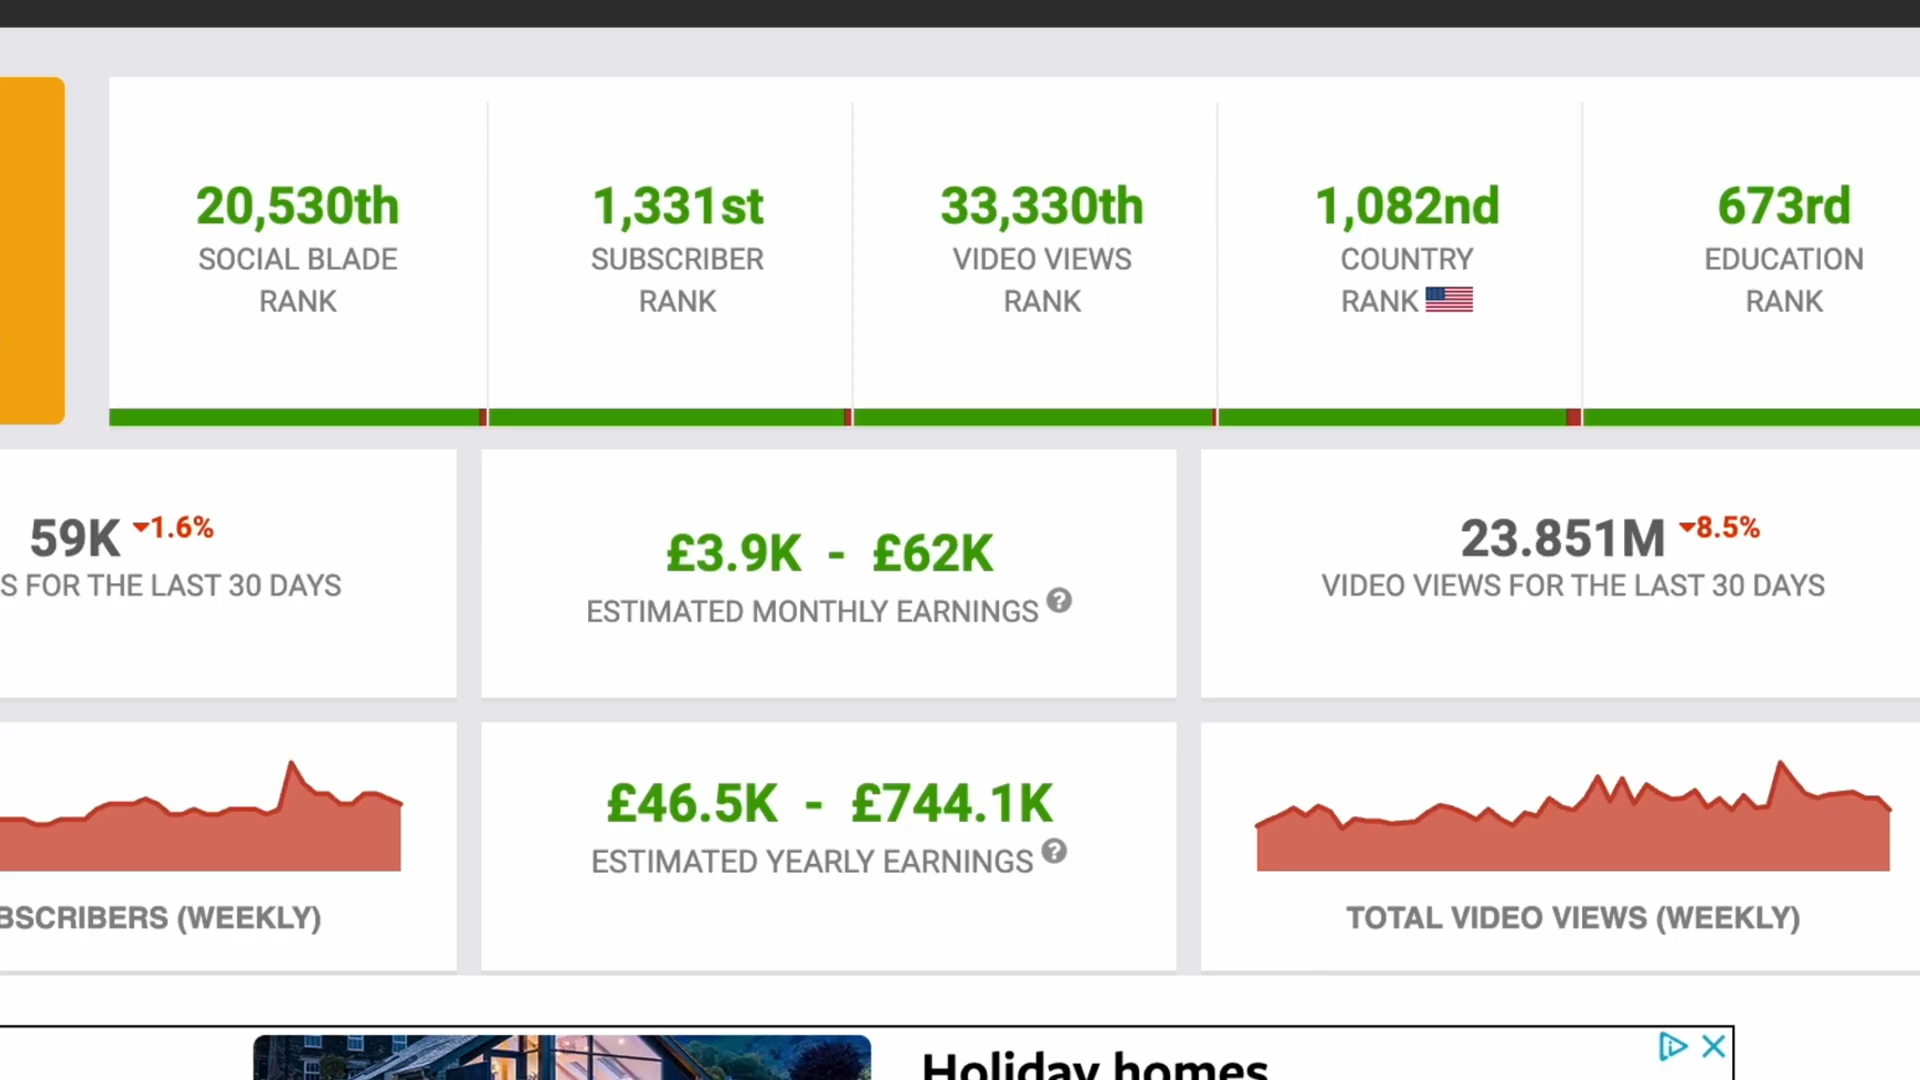 20,530th
SOCIAL BLADE
RANK
1,331st
SUBSCRIBER
RANK
33,330th
VIDEO VIEWS
RANK
1,082nd
COUNTRY
RANK
673rd
EDUCATION
RANK
59K 1.6%
S FOR THE LAST 30 DAYS
£3.9K - £62K
ESTIMATED MONTHLY EARNINGS ?
23.851M 8.5%
VIDEO VIEWS FOR THE LAST 30 DAYS
BSCRIBERS (WEEKLY)
£46.5K - £744.1K
ESTIMATED YEARLY EARNINGS ?
TOTAL VIDEO VIEWS (WEEKLY)
Holiday homes